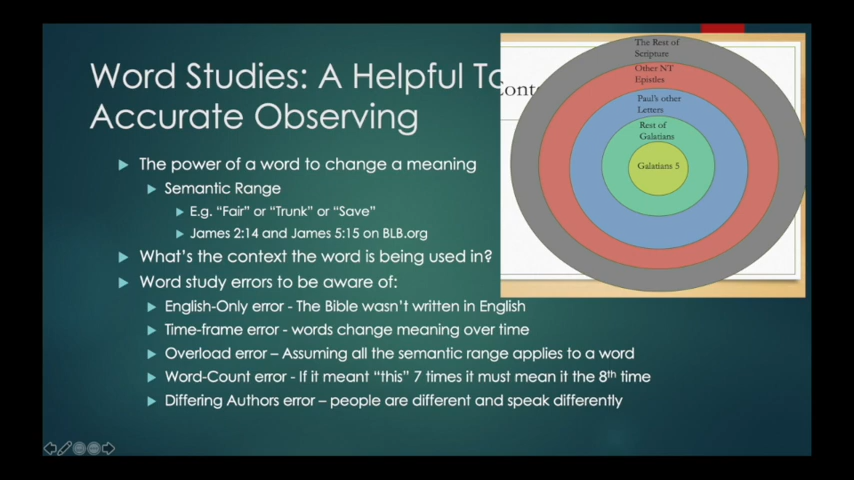 Word Studies: A Helpful
Accurate Observing
The power of a word to change a meaning
Semantic Range
E.g. “Fair” or “Trunk” or “Save”
James 2:14 and James 5:15 on BLB.org
What’s the context the word is being used in?
Word study errors to be aware of:
English-Only error - The Bible wasn’t written in English
Time-frame error - words change meaning over time
Overload error – Assuming all the semantic range applies to a word
Word-Count error - If it meant “this” 7 times it must mean it the 8th time
Differing Authors error – people are different and speak differently
The Rest of
Scripture
Other NT
Epistles
Paul’s other
Letters
Rest of
Galatians
Galatians 5